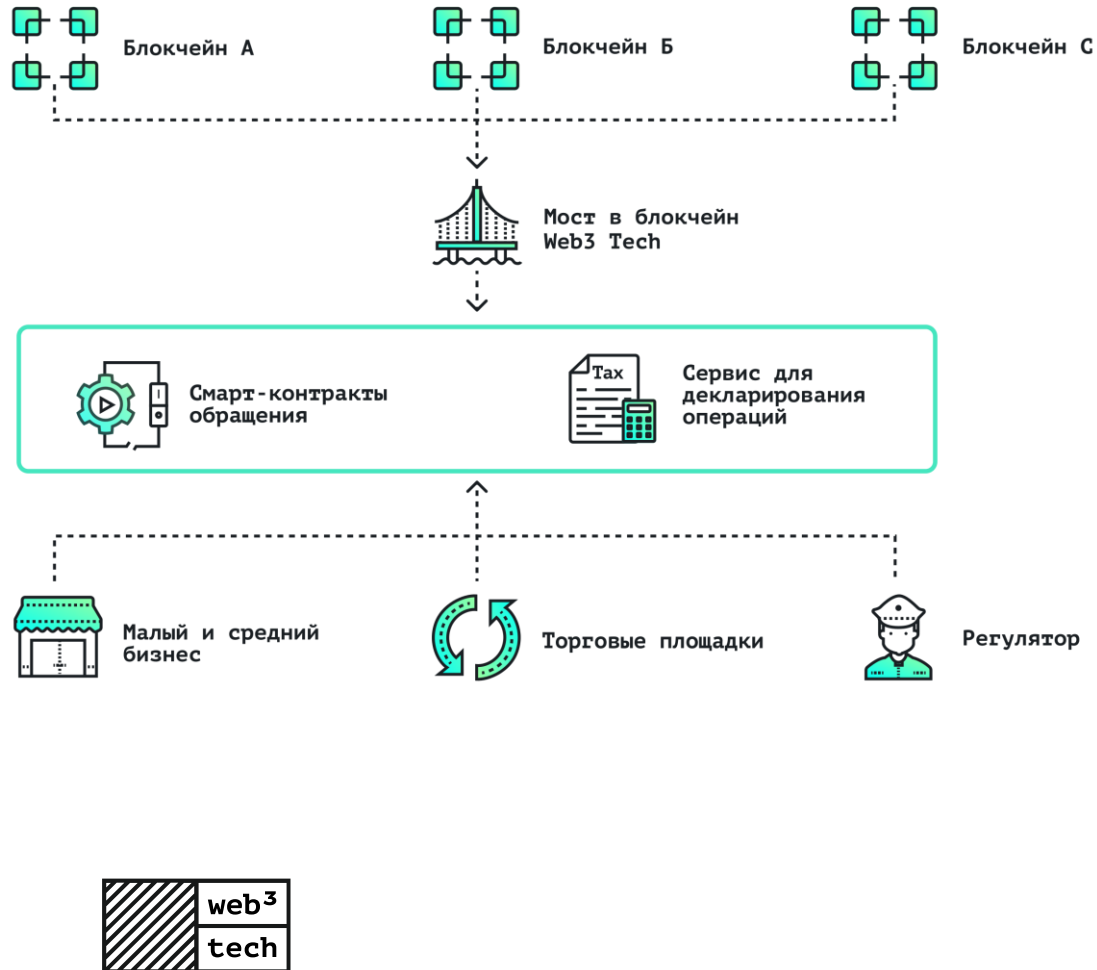 Блокчейн А
Блокчейн Б
Блокчейн С
Мост в блокчейн
Web3 Tech
Смарт-контракты
обращения
Tax
Сервис для
декларирования
операций
Малый и средний
бизнес
Торговые площадки
Регулятор
web³
tech